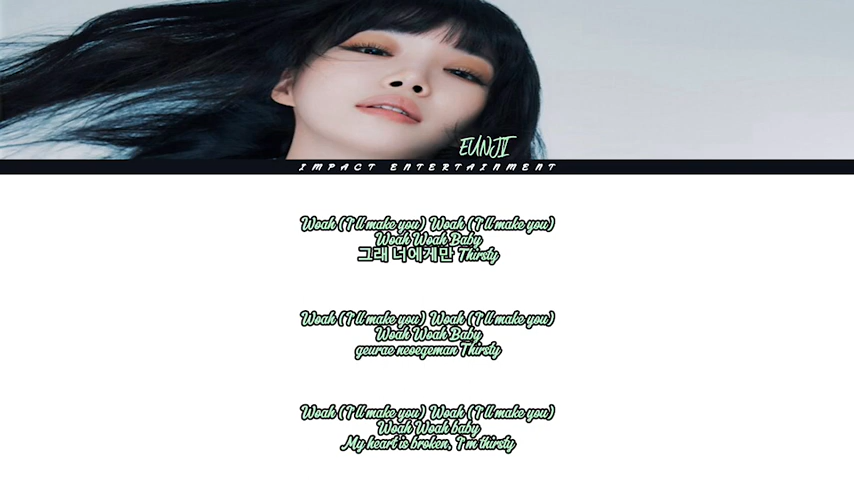 EUNJI
IMPACT ENTERTAINMENT
Woah (I'll make you) Woah (I'll make you)
Woah Woah Baby
그래 너에게만 Thirsty
Woah (I'll make you) Woah (I'll make you)
Woah Woah Baby
geurae neoegeman Thirsty
Woah (I'll make you) Woah (I'll make you)
Woah Woah baby
My heart is broken, I'm thirsty